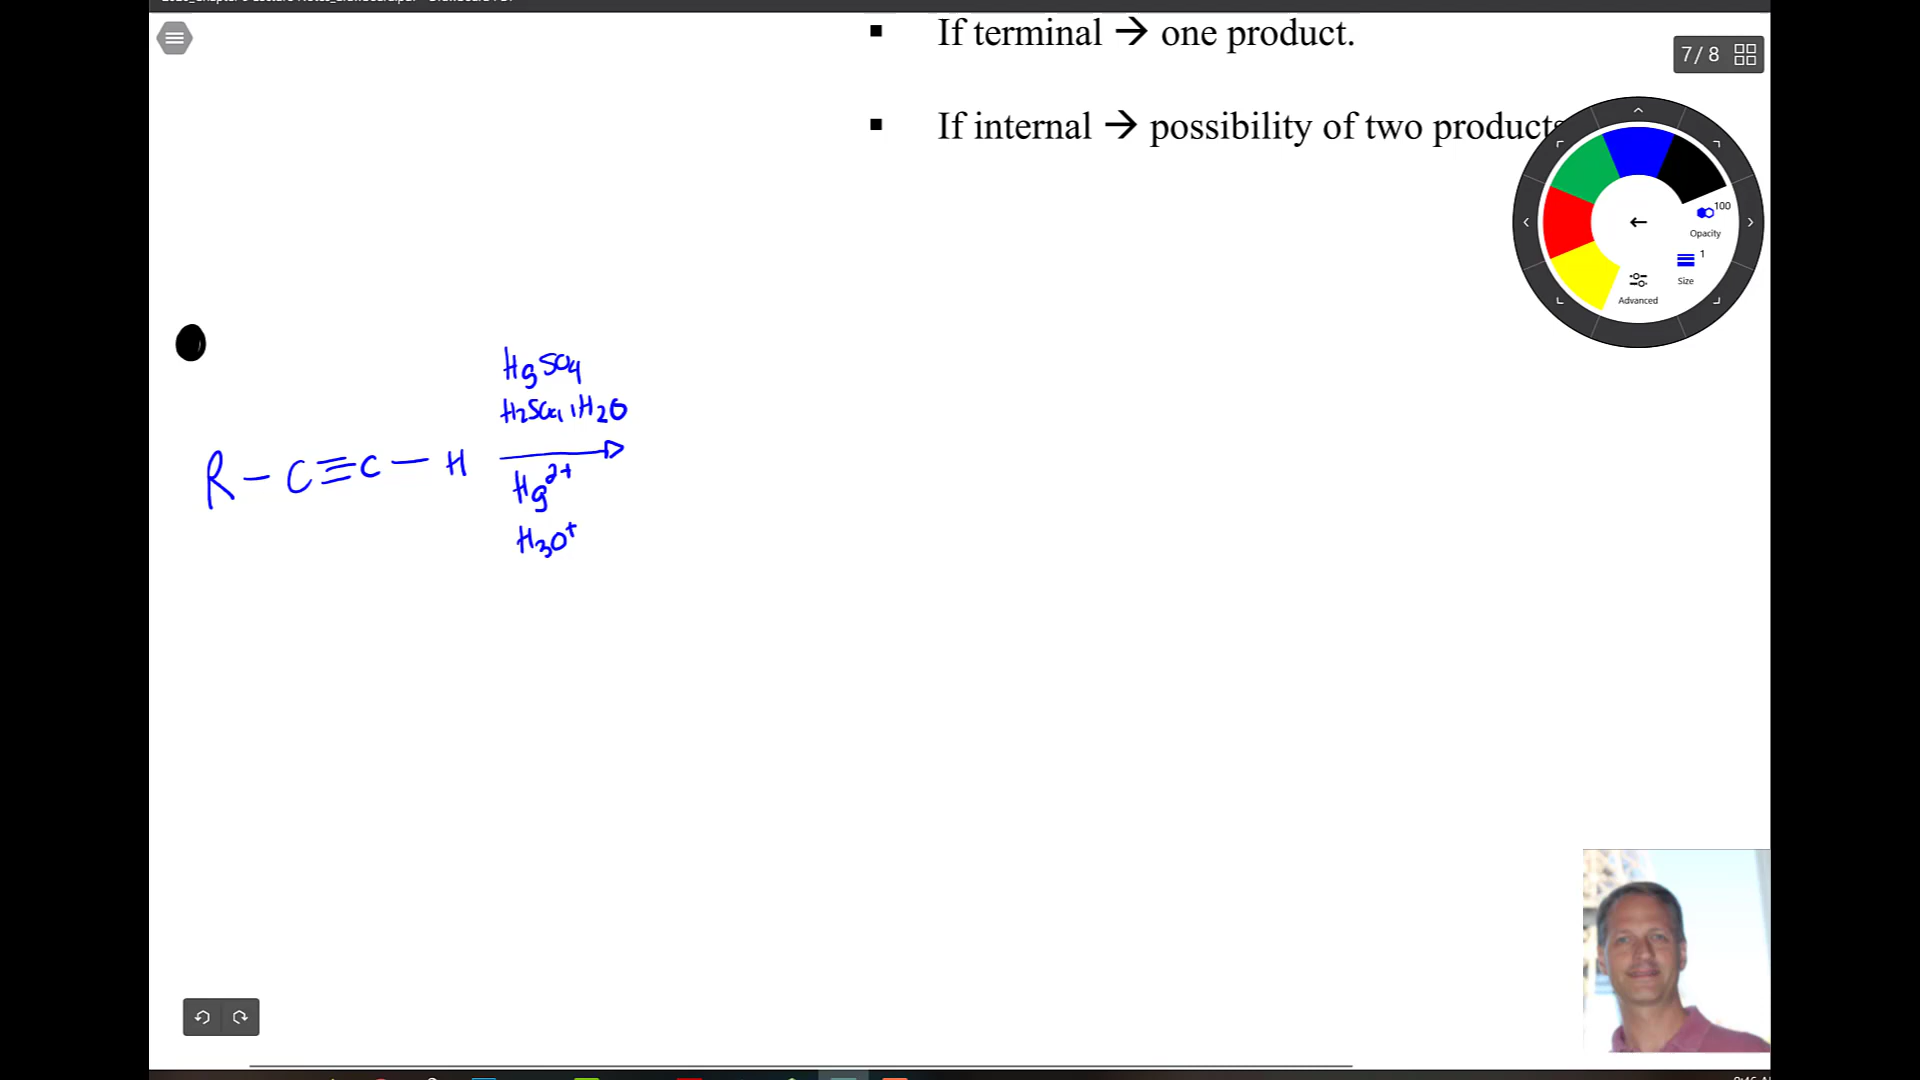 ▪ If terminal → one product.
7 / 8
▪ If internal → possibility of two products
100
Opacity
1
Size
Advanced
HgSO4
H2SO4, H2O
R – C≡C – H
Hg2+
H3O+